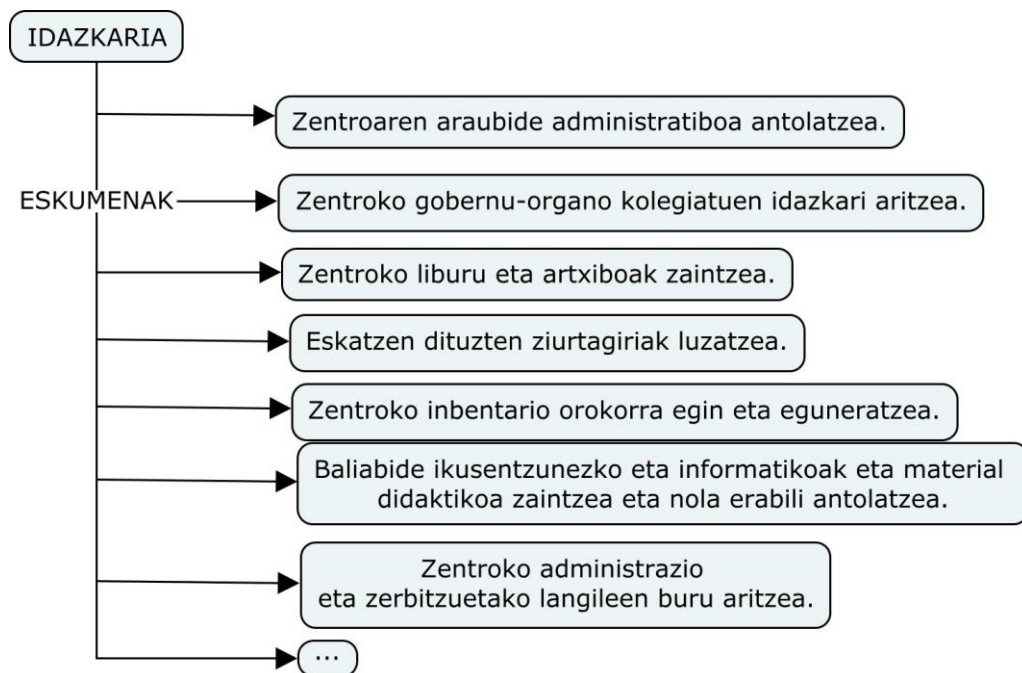 IDAZKARIA
Zentroaren araubide administratiboa antolatzea.
ESKUMENAK
Zentroko gobernu-organo kolegiatuen idazkari aritzea.
Zentroko liburu eta artxiboak zaintzea.
Eskatzen dituzten ziurtagiriak luzatzea.
Zentroko inbentario orokorra egin eta eguneratzea.
Baliabide ikusentzunezko eta informatikoak eta material
didaktikoa zaintzea eta nola erabili antolatzea.
Zentroko administrazio
eta zerbitzuetako langileen buru aritzea.
...